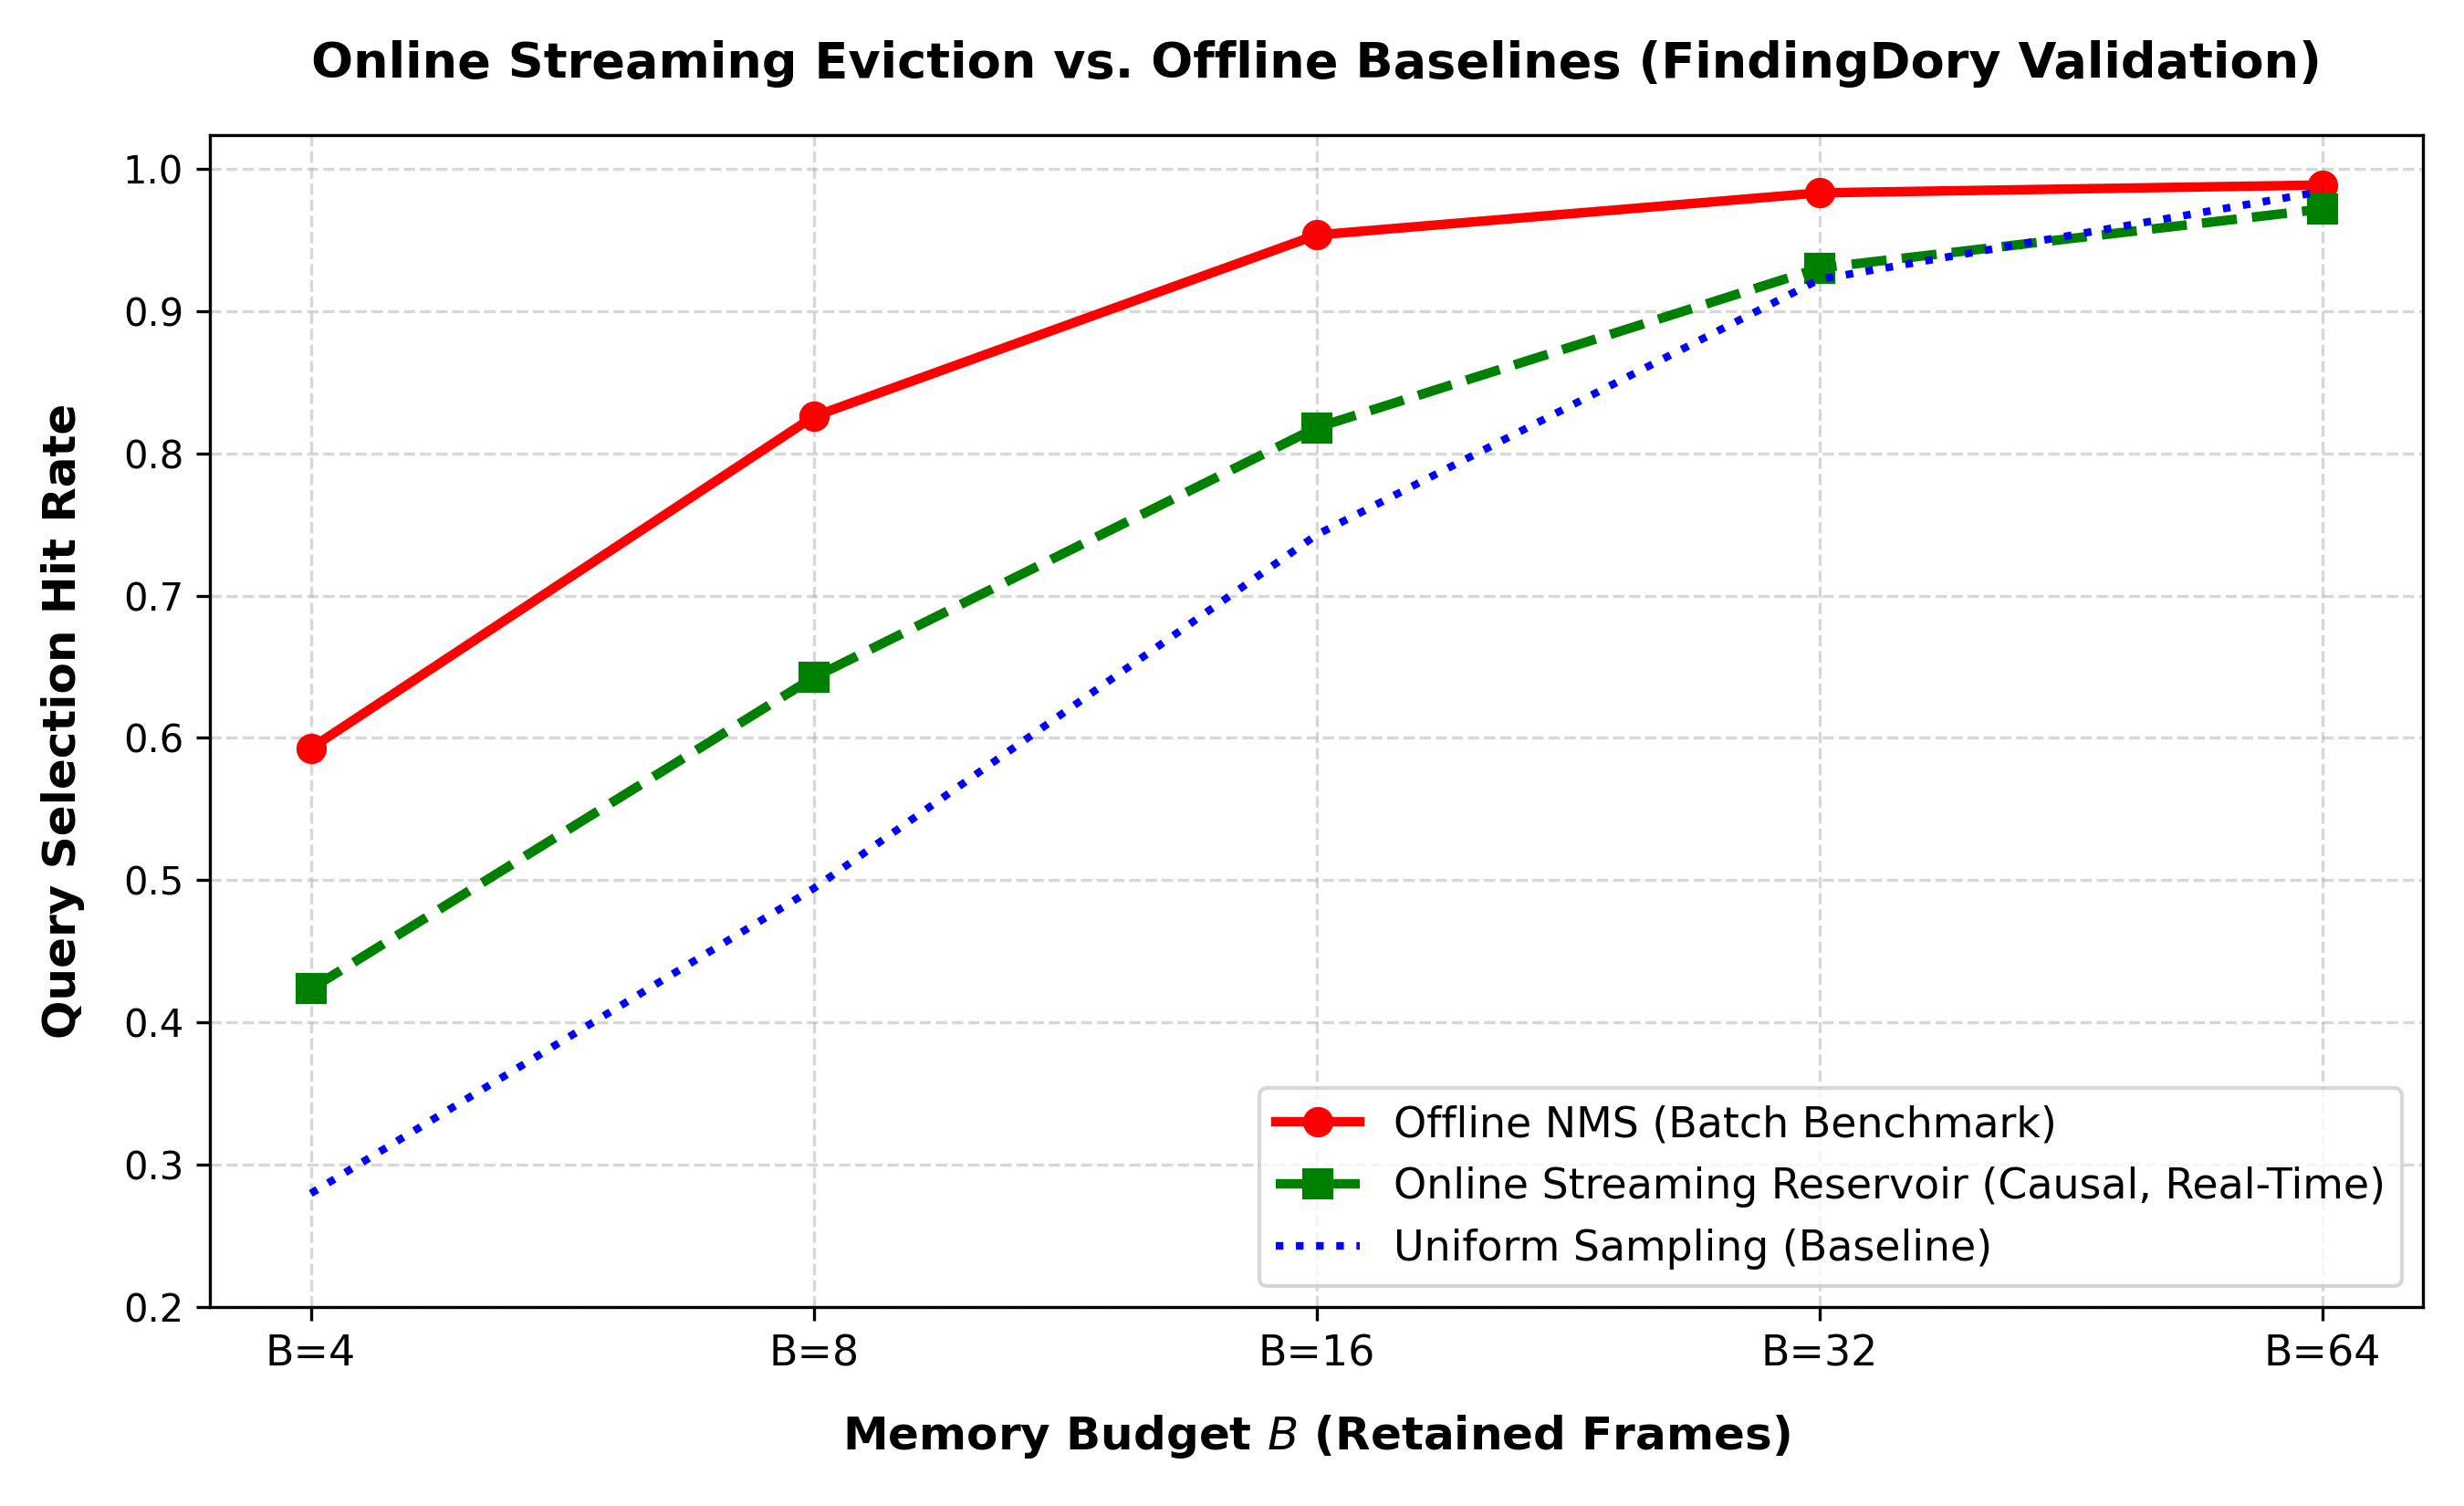 Online Streaming Eviction vs. Offline Baselines (FindingDory Validation)
Query Selection Hit Rate
1.0
0.9
0.8
0.7
0.6
0.5
0.4
0.3
0.2
Offline NMS (Batch Benchmark)
Online Streaming Reservoir (Causal, Real-Time)
Uniform Sampling (Baseline)
B=4 B=8 B=16 B=32 B=64
Memory Budget B (Retained Frames)